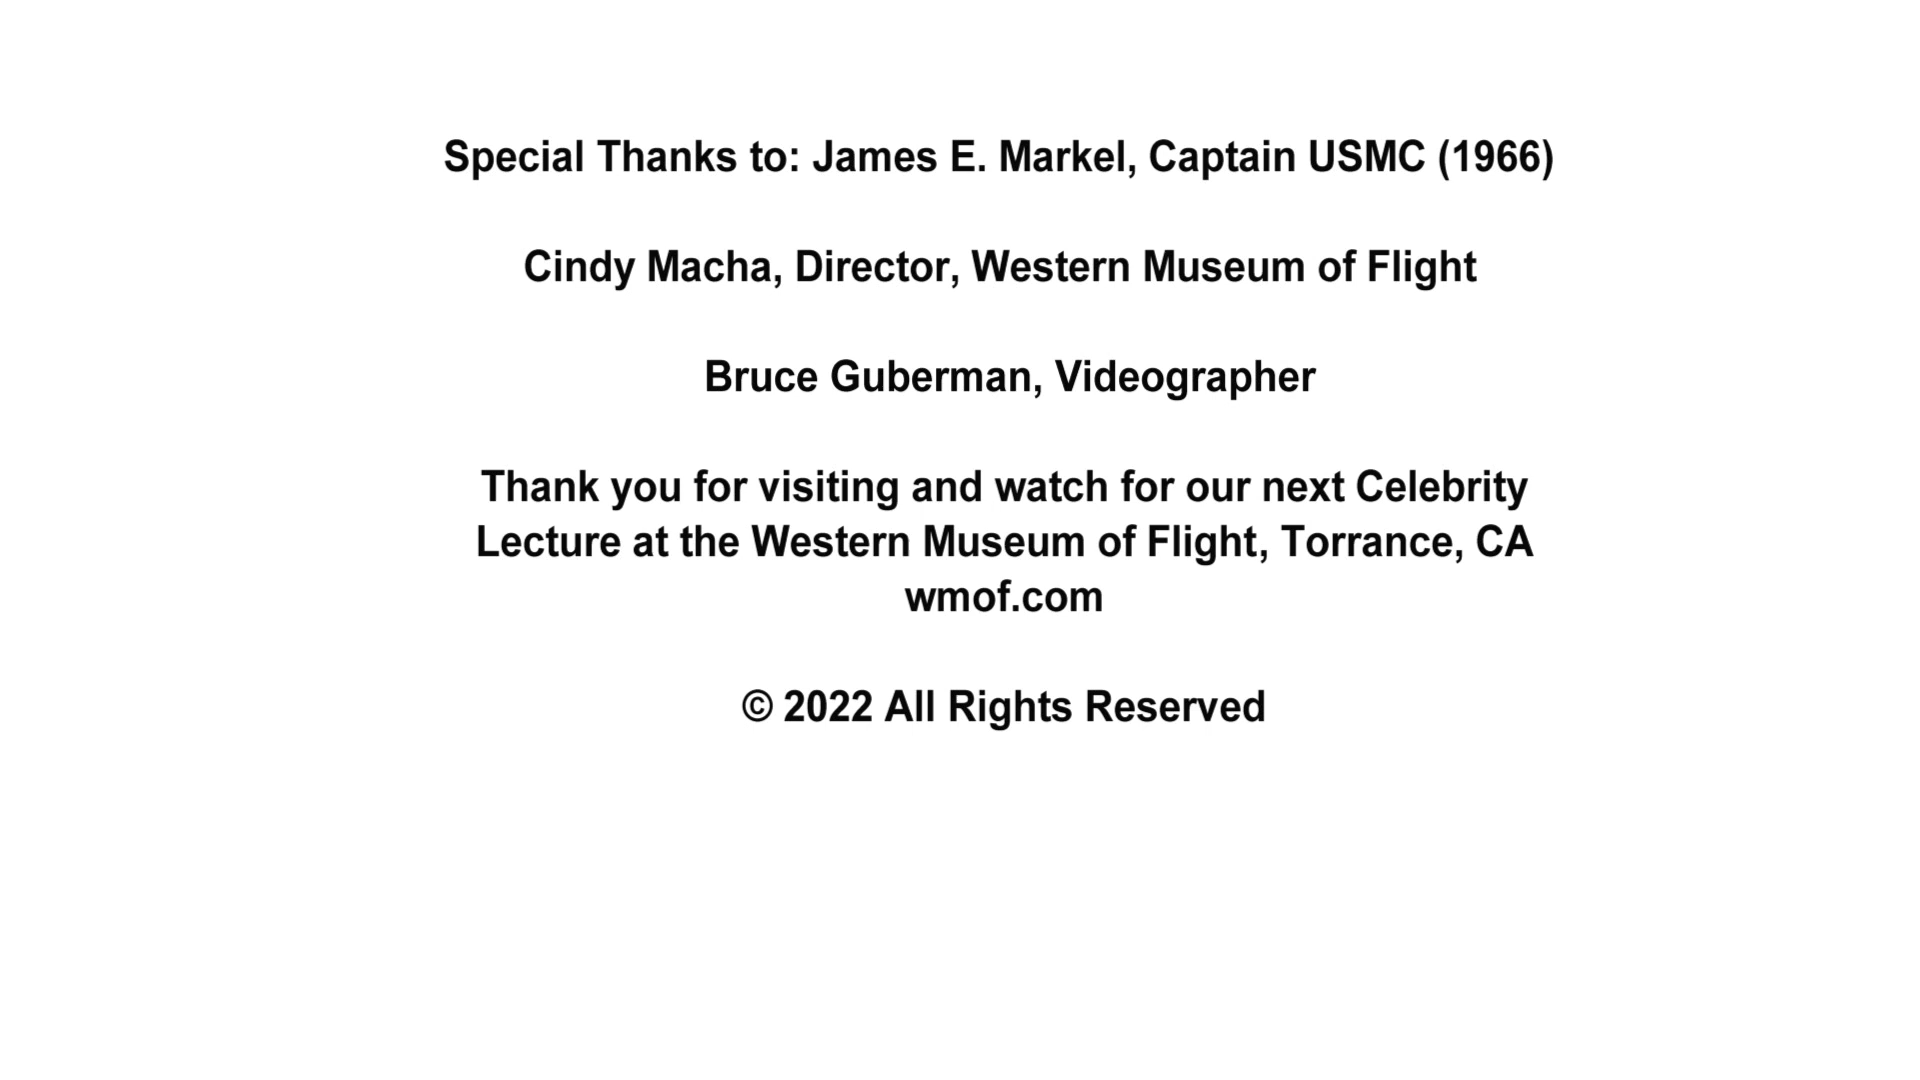 Special Thanks to: James E. Markel, Captain USMC (1966)
Cindy Macha, Director, Western Museum of Flight
Bruce Guberman, Videographer
Thank you for visiting and watch for our next Celebrity
Lecture at the Western Museum of Flight, Torrance, CA
wmof.com
© 2022 All Rights Reserved